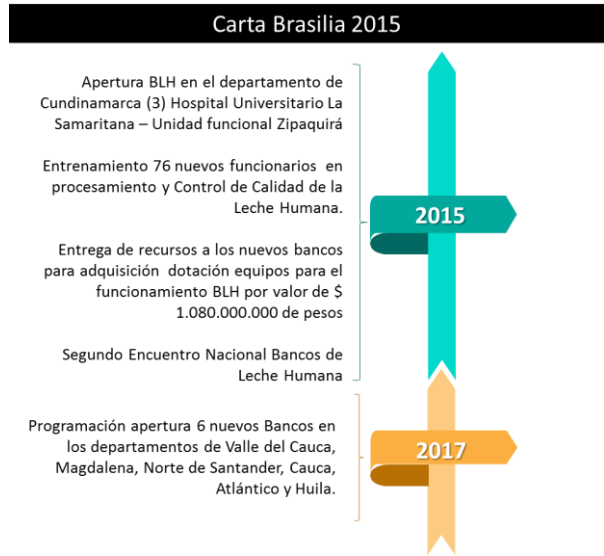 Carta Brasilia 2015
Apertura BLH en el departamento de
Cundinamarca (3) Hospital Universitario La
Samaritana – Unidad funcional Zipaquirá
Entrenamiento 76 nuevos funcionarios en
procesamiento y Control de Calidad de la
Leche Humana.
Entrega de recursos a los nuevos bancos
para adquisición dotación equipos para el
funcionamiento BLH por valor de $
1.080.000.000 de pesos
Segundo Encuentro Nacional Bancos de
Leche Humana
2015
Programación apertura 6 nuevos Bancos en
los departamentos de Valle del Cauca,
Magdalena, Norte de Santander, Cauca,
Atlántico y Huila.
2017